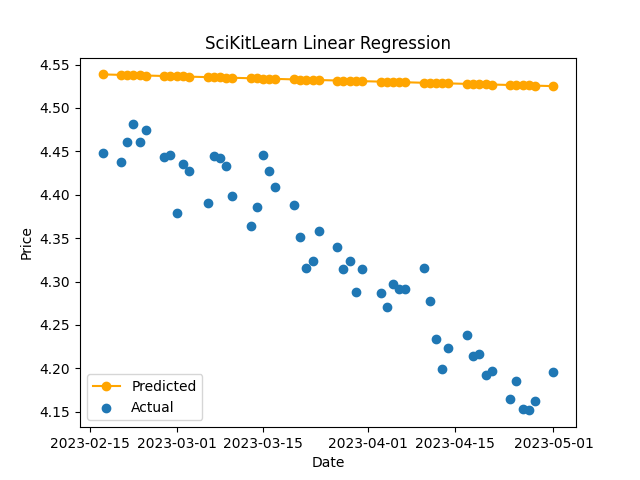 SciKitLearn Linear Regression
4.55
4.50
4.45
4.40
4.35
4.30
4.25
4.20
4.15
Price
Predicted
Actual
2023-02-15 2023-03-01 2023-03-15 2023-04-01 2023-04-15 2023-05-01
Date